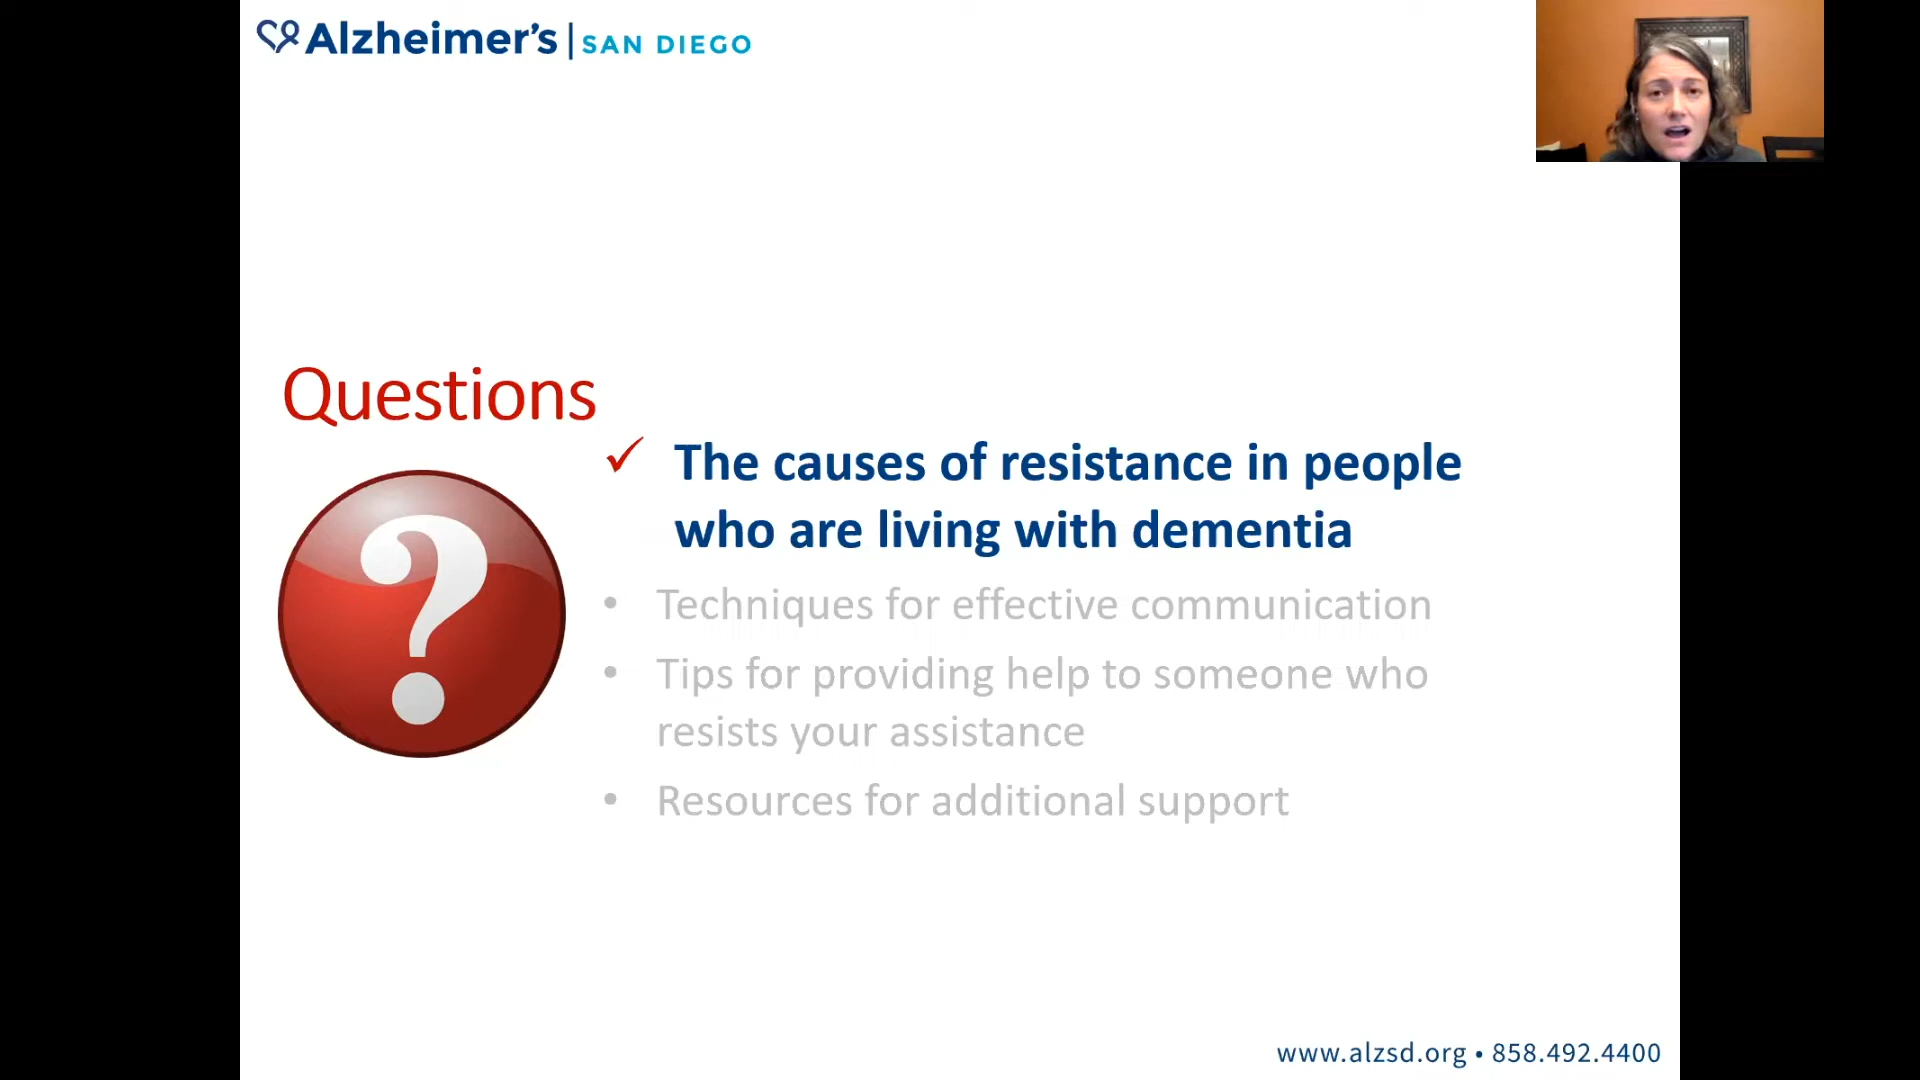 Alzheimer's | SAN DIEGO
Questions
✓ The causes of resistance in people
who are living with dementia
• Techniques for effective communication
• Tips for providing help to someone who
resists your assistance
• Resources for additional support
?
www.alzsd.org • 858.492.4400